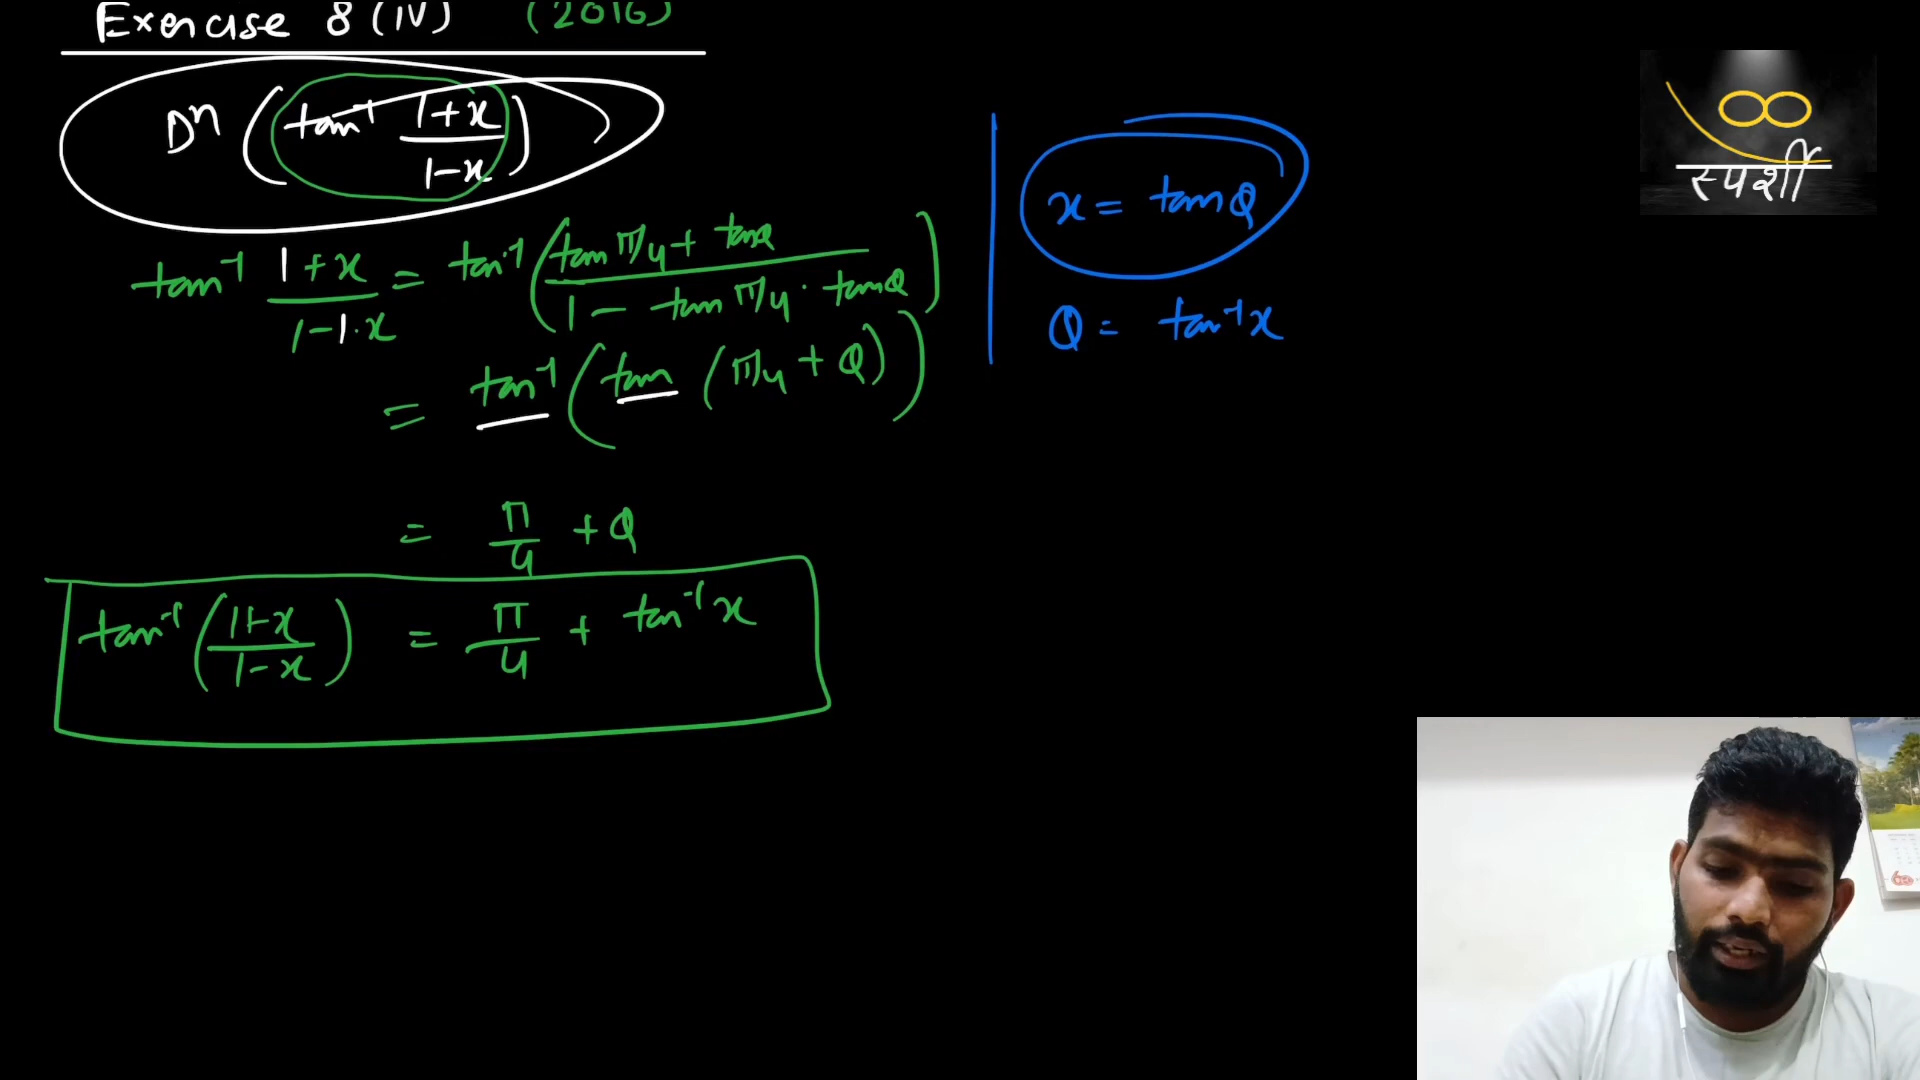 Exercise 8 (IV) (2016)
Dⁿ (tan⁻¹ (1+x)/(1-x))
tan⁻¹ (1+x)/(1-1·x) = tan⁻¹ ((tan π/4 + tanθ)/(1 - tan π/4 · tanθ))
= tan⁻¹ (tan (π/4 + θ))
= π/4 + θ
tan⁻¹ ((1+x)/(1-x)) = π/4 + tan⁻¹ x
x = tanθ
θ = tan⁻¹x
स्पर्शी